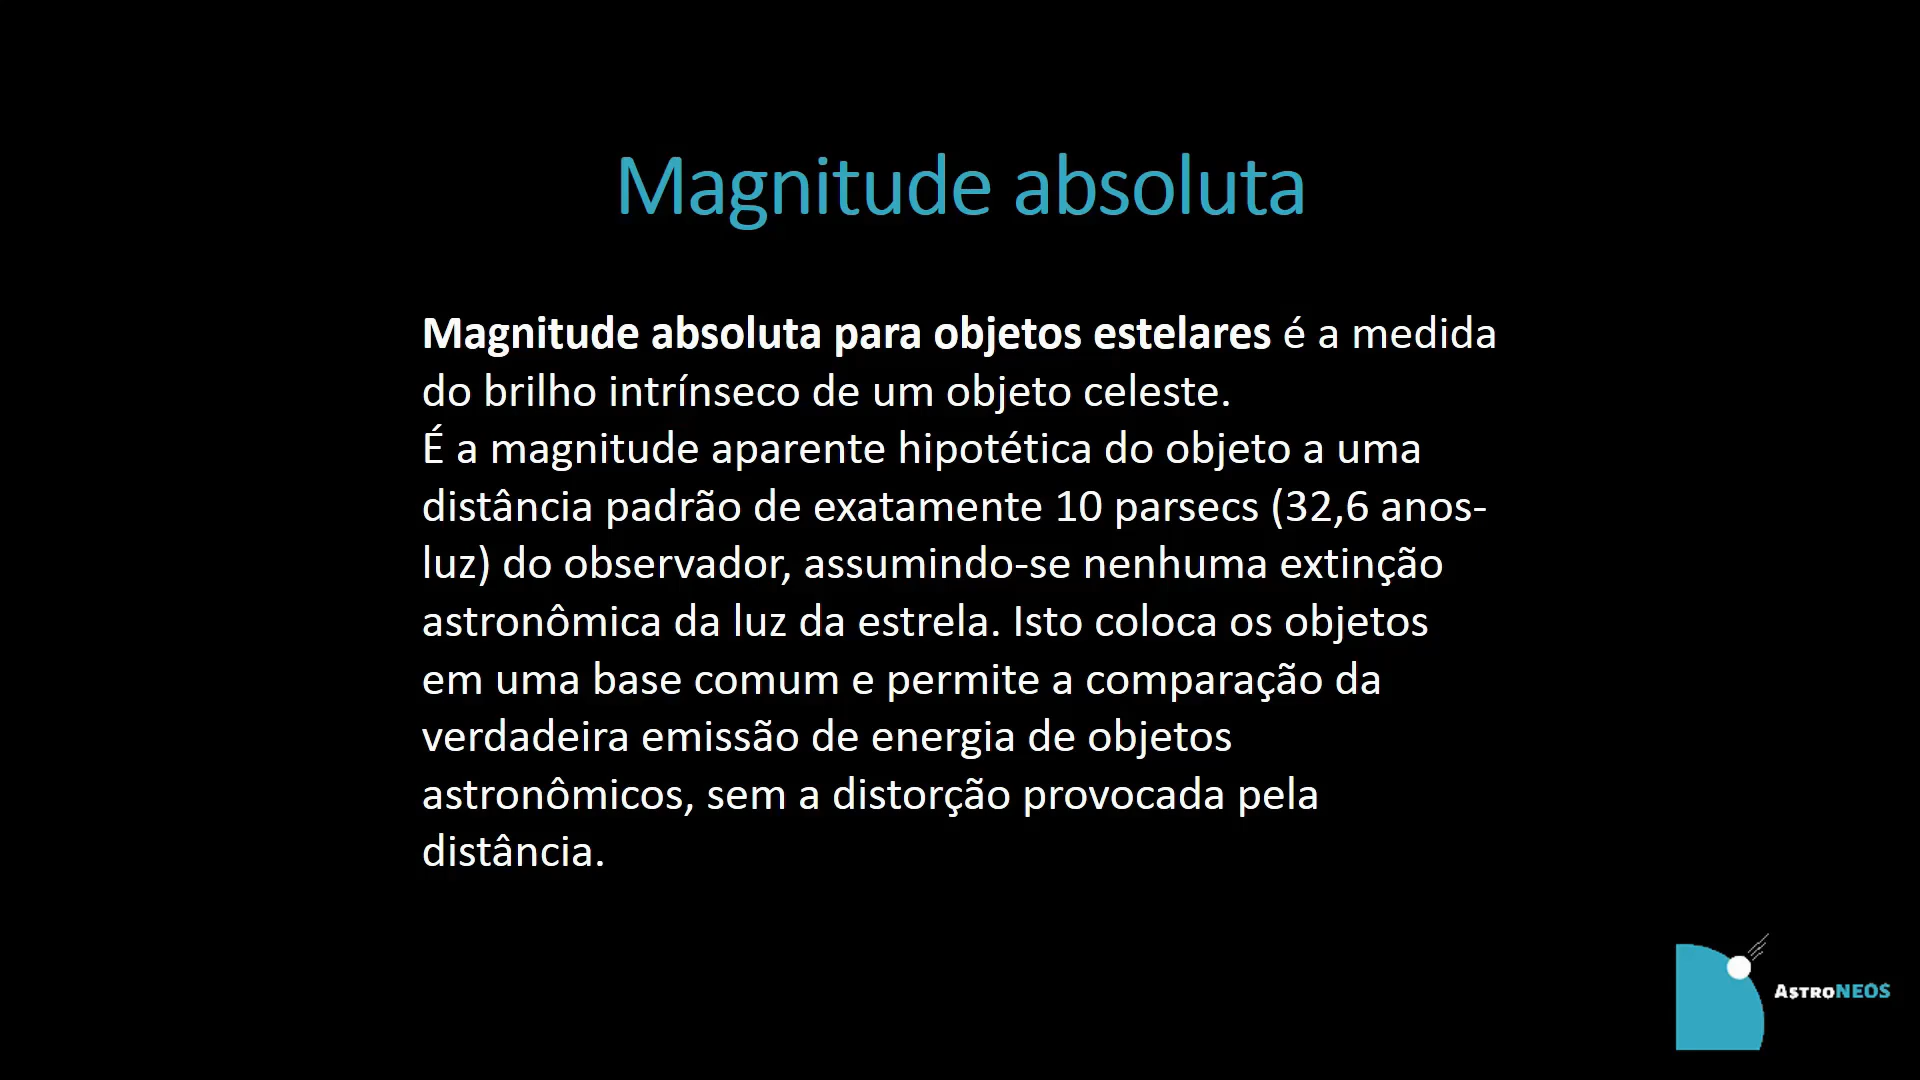 Magnitude absoluta
Magnitude absoluta para objetos estelares é a medida
do brilho intrínseco de um objeto celeste.
É a magnitude aparente hipotética do objeto a uma
distância padrão de exatamente 10 parsecs (32,6 anos-
luz) do observador, assumindo-se nenhuma extinção
astronômica da luz da estrela. Isto coloca os objetos
em uma base comum e permite a comparação da
verdadeira emissão de energia de objetos
astronômicos, sem a distorção provocada pela
distância.
ASTRONEOS